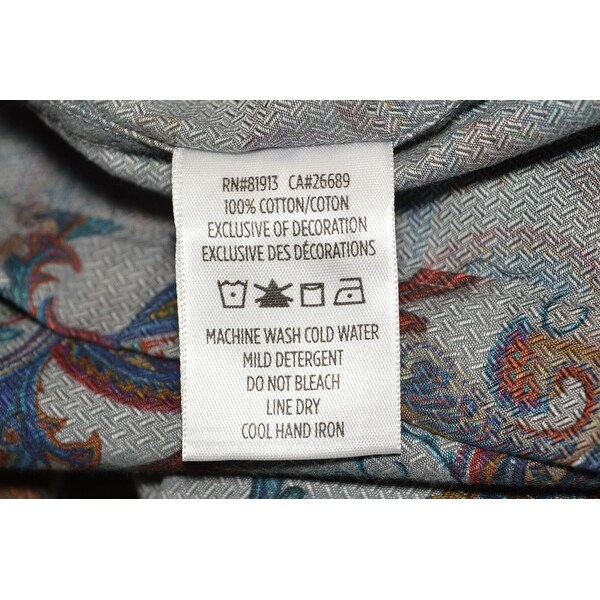 RN#81913 CA#26689
100% COTTON/COTON
EXCLUSIVE OF DECORATION
EXCLUSIVE DES DÉCORATIONS
MACHINE WASH COLD WATER
MILD DETERGENT
DO NOT BLEACH
LINE DRY
COOL HAND IRON